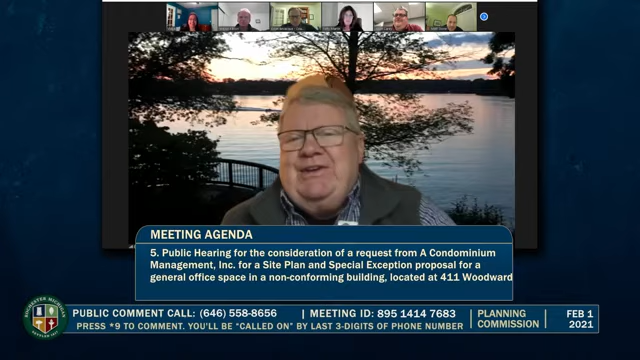 MEETING AGENDA
5. Public Hearing for the consideration of a request from A Condominium
Management, Inc. for a Site Plan and Special Exception proposal for a
general office space in a non-conforming building, located at 411 Woodward
PUBLIC COMMENT CALL: (646) 558-8656 | MEETING ID: 895 1414 7683
PRESS *9 TO COMMENT. YOU'LL BE "CALLED ON" BY LAST 3-DIGITS OF PHONE NUMBER
PLANNING
COMMISSION
FEB 1
2021
ROCHESTER MICHIGAN